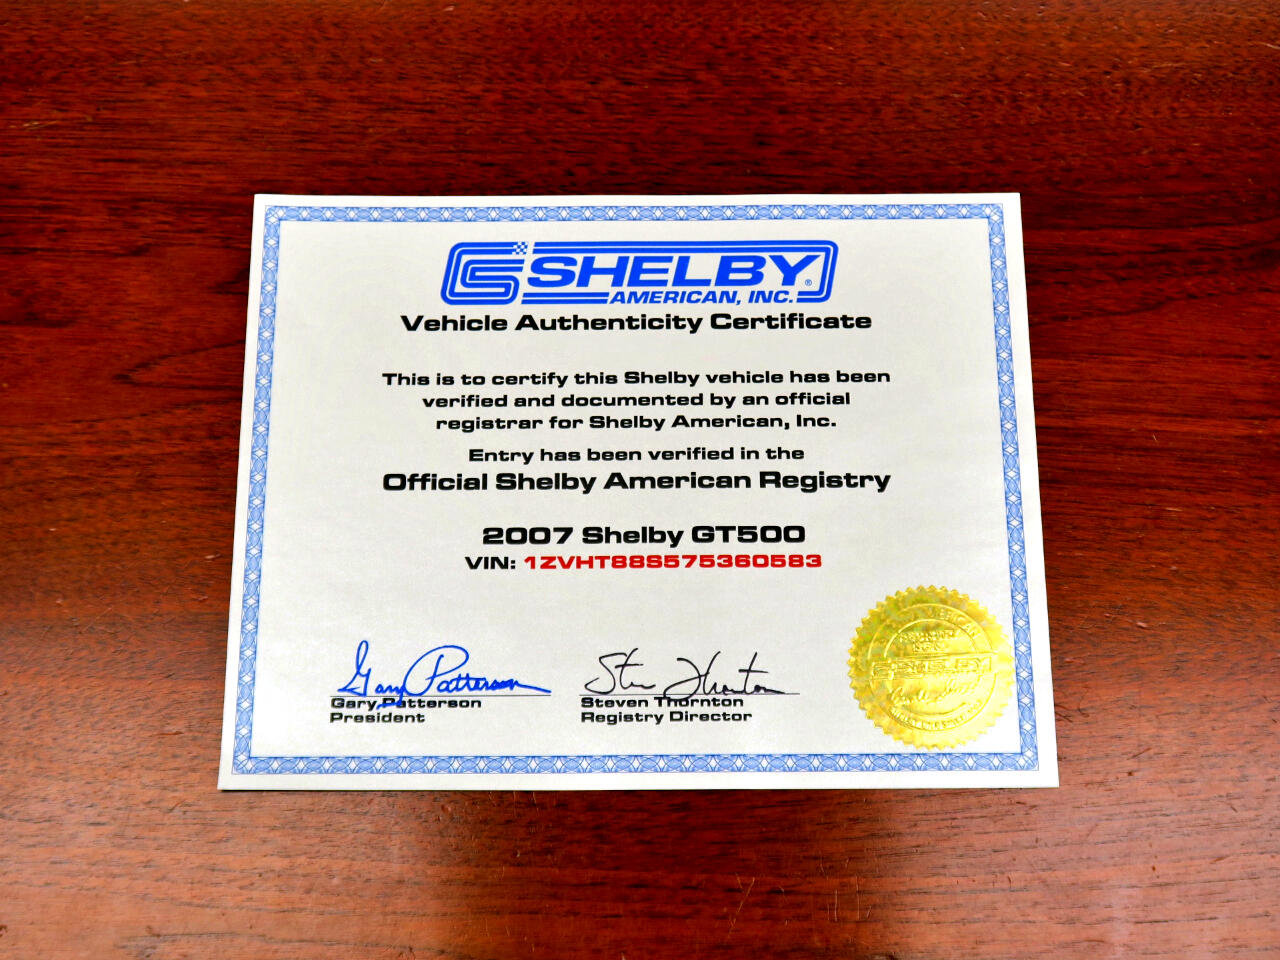 SHELBY®
AMERICAN, INC.
Vehicle Authenticity Certificate
This is to certify this Shelby vehicle has been
verified and documented by an official
registrar for Shelby American, Inc.
Entry has been verified in the
Official Shelby American Registry
2007 Shelby GT500
VIN: 1ZVHT88S575360583
Gary Patterson
Steve Thornton
Gary Patterson
President
Steven Thornton
Registry Director
AMERICAN
SHELBY